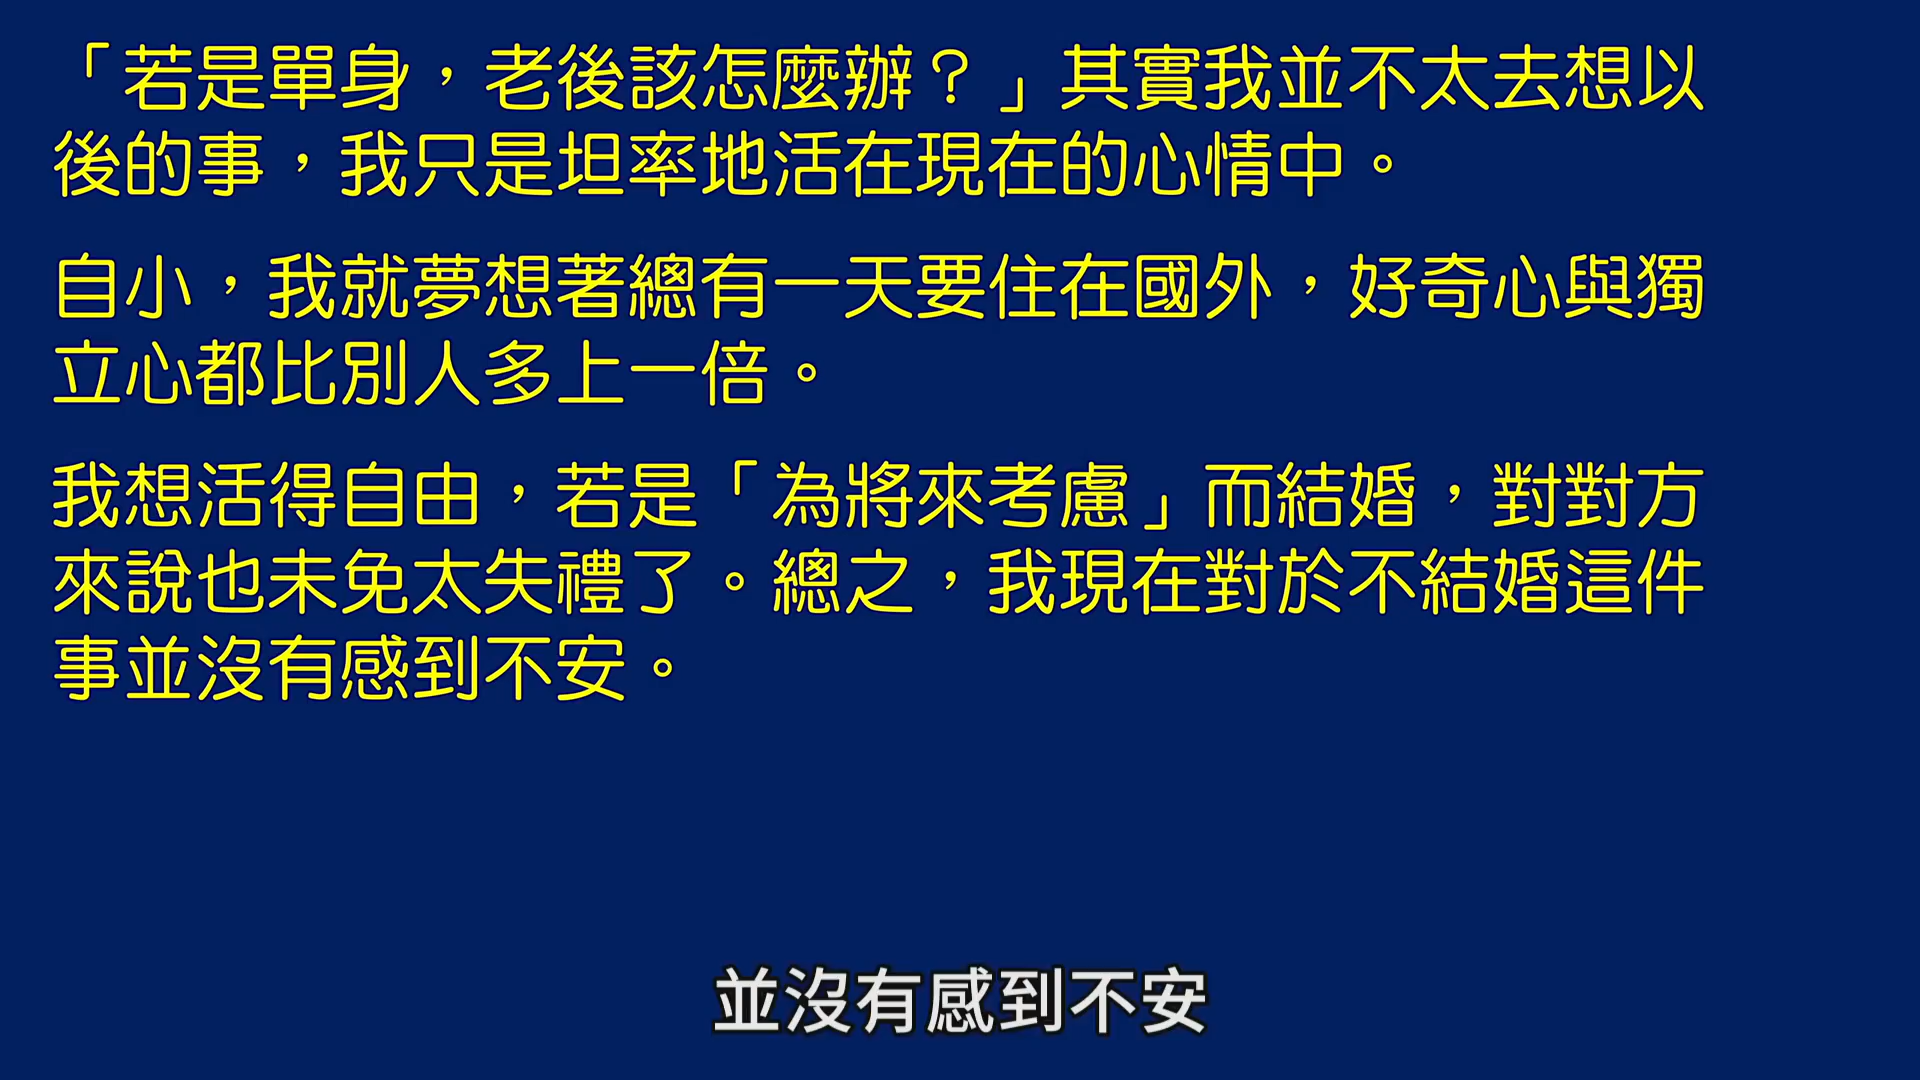 「若是單身，老後該怎麼辦？」其實我並不太去想以
後的事，我只是坦率地活在現在的心情中。
自小，我就夢想著總有一天要住在國外，好奇心與獨
立心都比別人多上一倍。
我想活得自由，若是「為將來考慮」而結婚，對對方
來說也未免太失禮了。總之，我現在對於不結婚這件
事並沒有感到不安。
並沒有感到不安